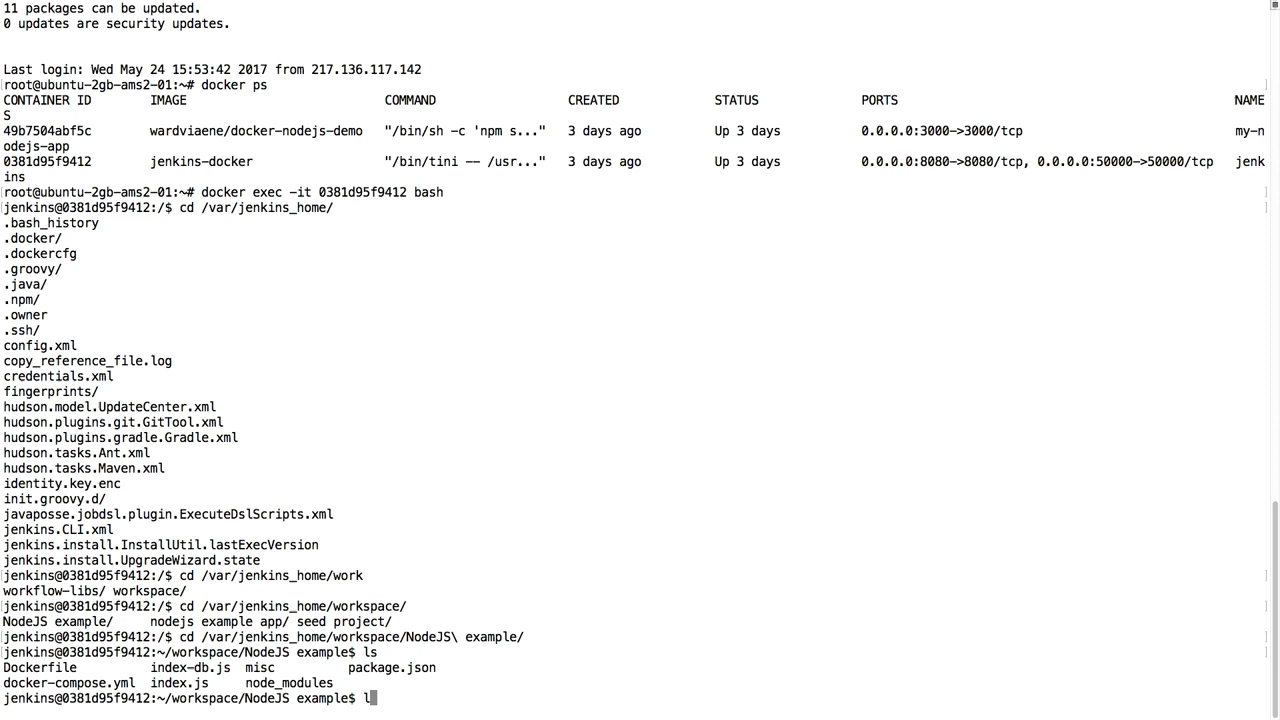 11 packages can be updated.
0 updates are security updates.
Last login: Wed May 24 15:53:42 2017 from 217.136.117.142
root@ubuntu-2gb-ams2-01:~# docker ps
CONTAINER ID        IMAGE                         COMMAND                  CREATED             STATUS              PORTS                                              NAME
S
49b7504abf5c        wardviaene/docker-nodejs-demo   "/bin/sh -c 'npm s..."   3 days ago          Up 3 days           0.0.0.0:3000->3000/tcp                             my-n
odejs-app
0381d95f9412        jenkins-docker                "/bin/tini -- /usr..."   3 days ago          Up 3 days           0.0.0.0:8080->8080/tcp, 0.0.0.0:50000->50000/tcp   jenk
ins
root@ubuntu-2gb-ams2-01:~# docker exec -it 0381d95f9412 bash
jenkins@0381d95f9412:/$ cd /var/jenkins_home/
.bash_history
.docker/
.dockercfg
.groovy/
.java/
.npm/
.owner
.ssh/
config.xml
copy_reference_file.log
credentials.xml
fingerprints/
hudson.model.UpdateCenter.xml
hudson.plugins.git.GitTool.xml
hudson.plugins.gradle.Gradle.xml
hudson.tasks.Ant.xml
hudson.tasks.Maven.xml
identity.key.enc
init.groovy.d/
javaposse.jobdsl.plugin.ExecuteDslScripts.xml
jenkins.CLI.xml
jenkins.install.InstallUtil.lastExecVersion
jenkins.install.UpgradeWizard.state
jenkins@0381d95f9412:/$ cd /var/jenkins_home/work
workflow-libs/ workspace/
jenkins@0381d95f9412:/$ cd /var/jenkins_home/workspace/
NodeJS example/     nodejs example app/ seed project/
jenkins@0381d95f9412:/$ cd /var/jenkins_home/workspace/NodeJS\ example/
jenkins@0381d95f9412:~/workspace/NodeJS example$ ls
Dockerfile          index-db.js  misc          package.json
docker-compose.yml  index.js     node_modules
jenkins@0381d95f9412:~/workspace/NodeJS example$ l